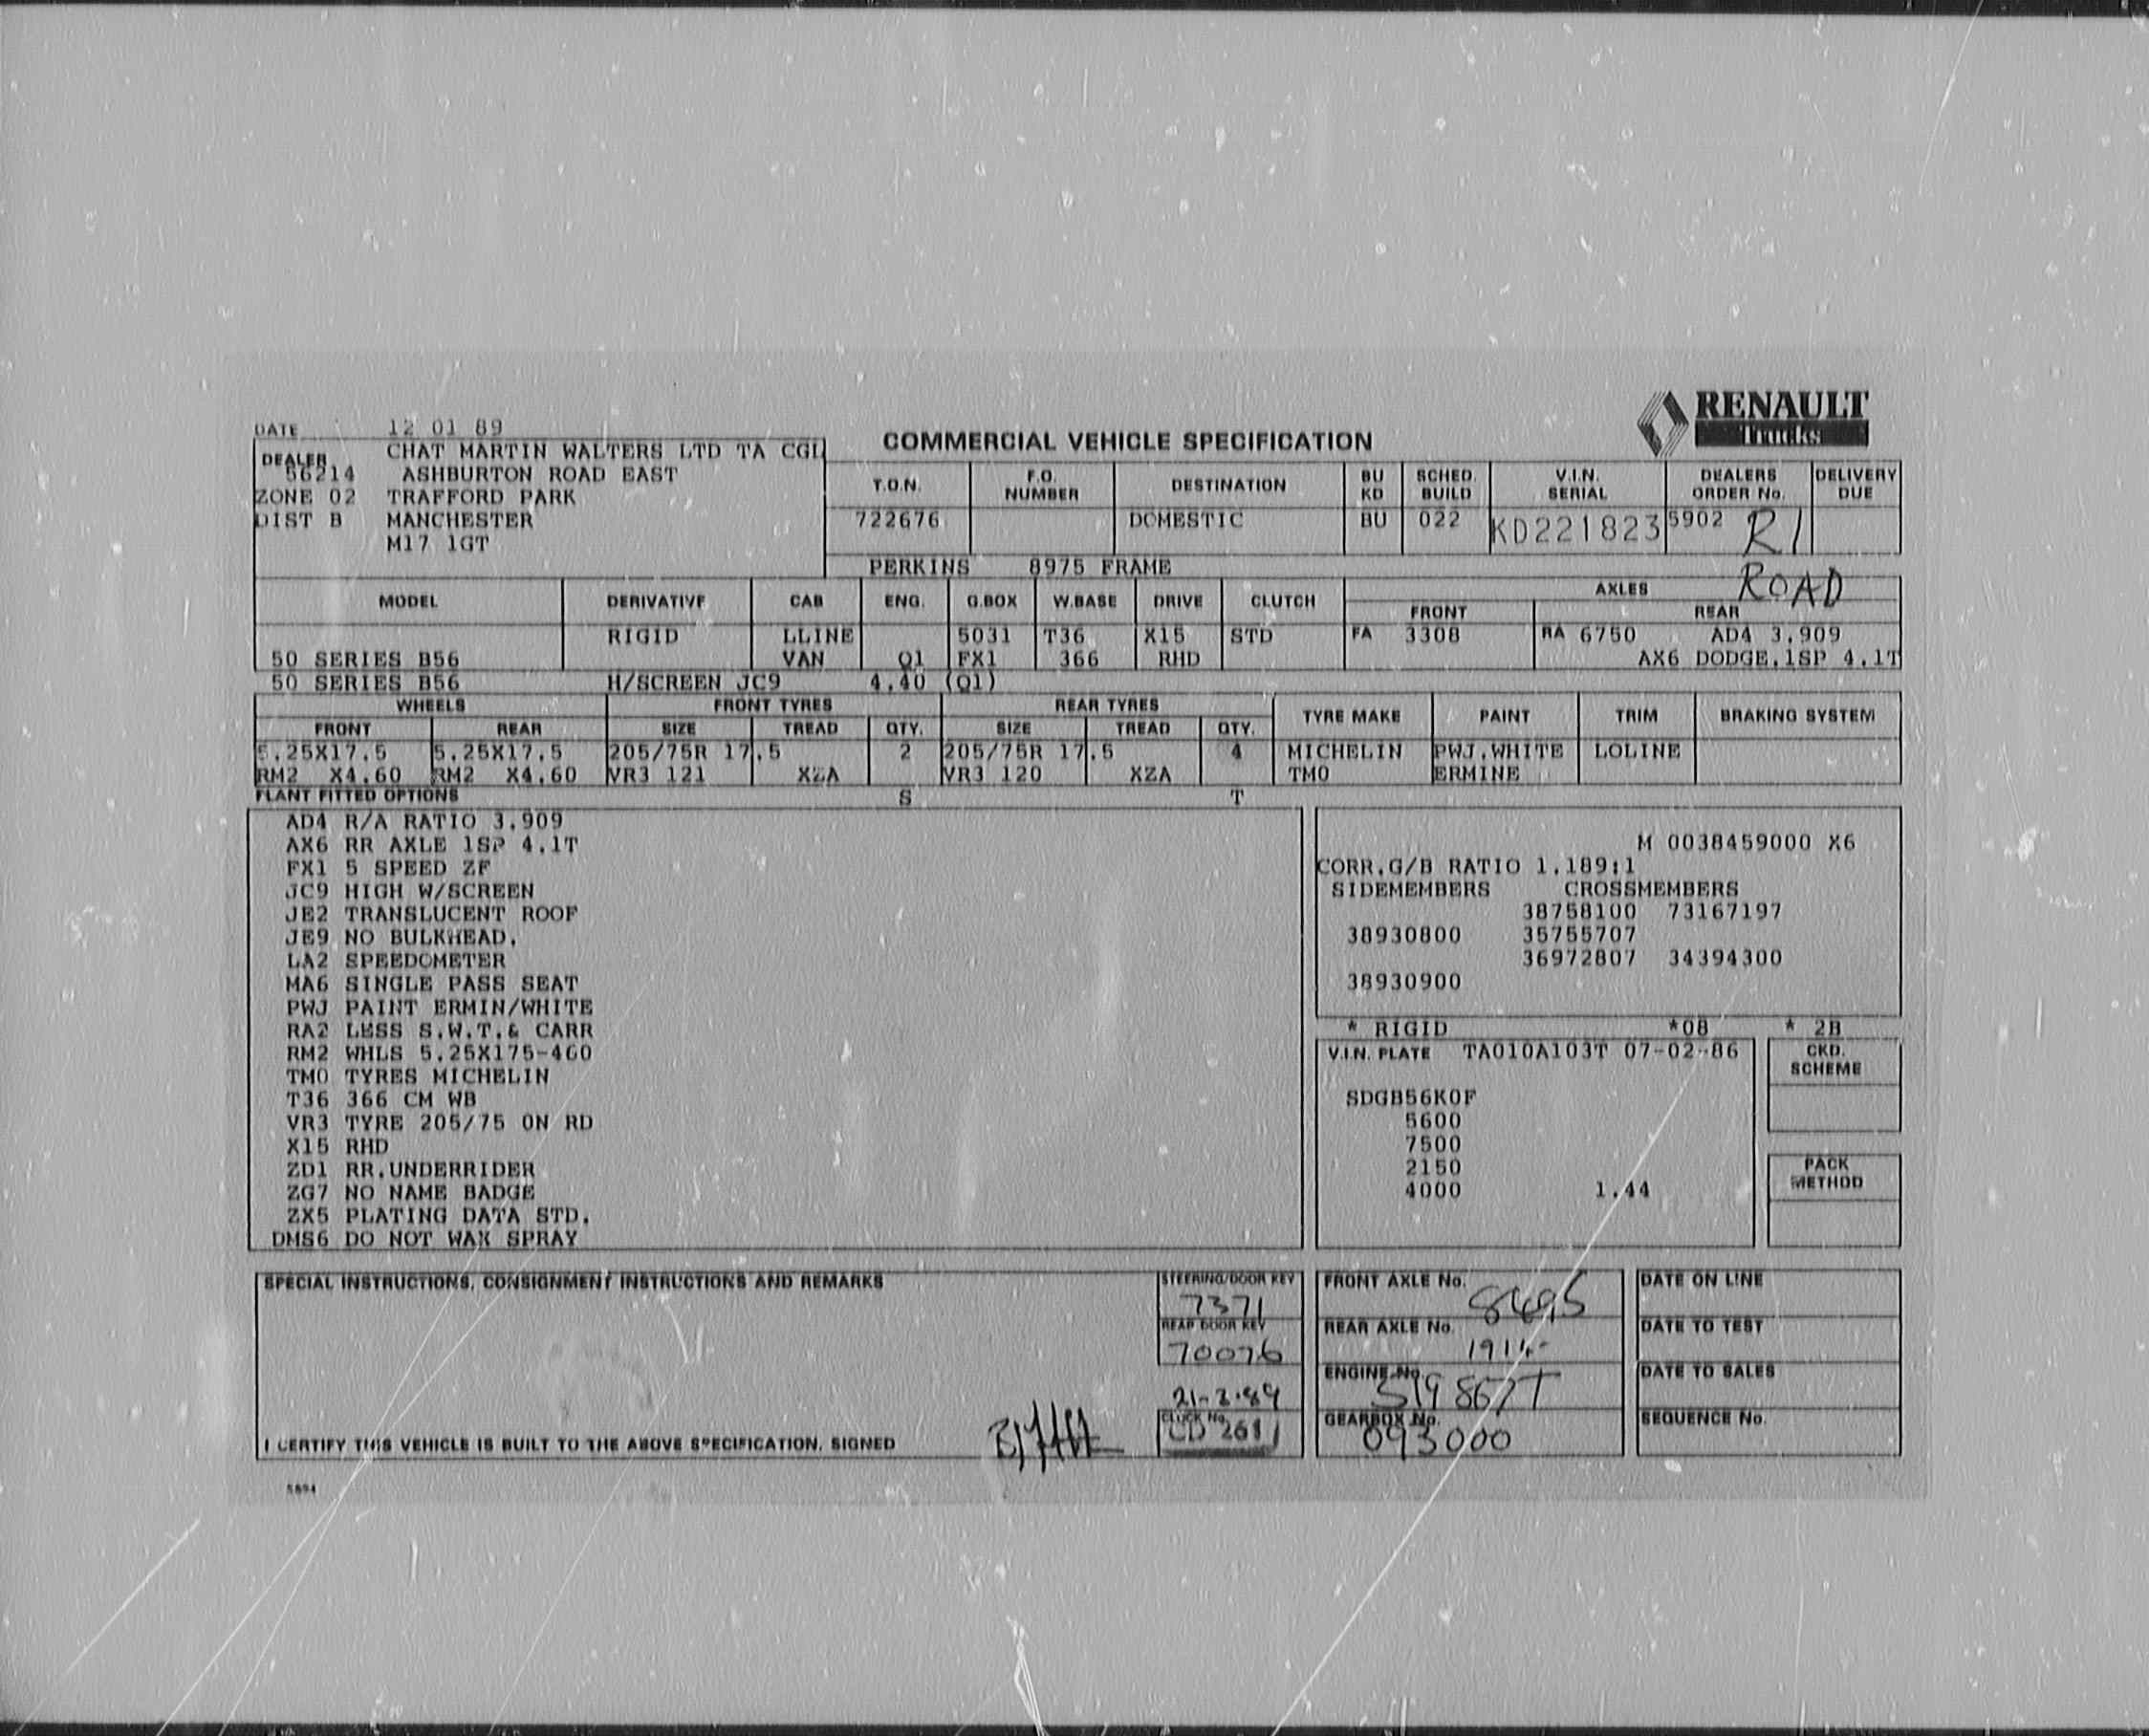 RENAULT
Trucks
DATE 12 01 89
COMMERCIAL VEHICLE SPECIFICATION
DEALER CHAT MARTIN WALTERS LTD TA CGL
56214 ASHBURTON ROAD EAST
ZONE 02 TRAFFORD PARK
DIST B MANCHESTER
M17 1GT
T.O.N. F.O. NUMBER DESTINATION BU KD SCHED. BUILD V.I.N. SERIAL DEALERS ORDER No. DELIVERY DUE
722676 DOMESTIC BU 022 KD221823 5902 R1
PERKINS 8975 FRAME
ROAD
MODEL DERIVATIVE CAB ENG. G.BOX W.BASE DRIVE CLUTCH AXLES
FRONT REAR
RIGID LLINE 5031 T36 X15 STD FA 3308 RA 6750 AD4 3.909
50 SERIES B56 VAN Q1 FX1 366 RHD AX6 DODGE.1SP 4.1T
50 SERIES B56 H/SCREEN JC9 4.40 (Q1)
WHEELS FRONT TYRES REAR TYRES TYRE MAKE PAINT TRIM BRAKING SYSTEM
FRONT REAR SIZE TREAD QTY. SIZE TREAD QTY.
5.25X17.5 5.25X17.5 205/75R 17.5 2 205/75R 17.5 4 MICHELIN PWJ.WHITE LOLINE
RM2 X4.60 RM2 X4.60 VR3 121 XZA VR3 120 XZA TM0 ERMINE
PLANT FITTED OPTIONS S T
AD4 R/A RATIO 3.909
AX6 RR AXLE 1SP 4.1T
FX1 5 SPEED ZF
JC9 HIGH W/SCREEN
JE2 TRANSLUCENT ROOF
JE9 NO BULKHEAD.
LA2 SPEEDOMETER
MA6 SINGLE PASS SEAT
PWJ PAINT ERMIN/WHITE
RA2 LESS S.W.T.& CARR
RM2 WHLS 5.25X175-460
TM0 TYRES MICHELIN
T36 366 CM WB
VR3 TYRE 205/75 ON RD
X15 RHD
ZD1 RR.UNDERRIDER
ZG7 NO NAME BADGE
ZX5 PLATING DATA STD.
DMS6 DO NOT WAX SPRAY
M 0038459000 X6
CORR.G/B RATIO 1.189:1
SIDEMEMBERS CROSSMEMBERS
38758100 73167197
38930800 35755707
36972807 34394300
38930900
* RIGID *08 * 2B
V.I.N. PLATE TA010A103T 07-02-86
SDGB56K0F
5600
7500
2150
4000 1.44
CKD. SCHEME
PACK METHOD
SPECIAL INSTRUCTIONS, CONSIGNMENT INSTRUCTIONS AND REMARKS
STEERING/DOOR KEY
7371
REAR DOOR KEY
70076
21-3-89
CLOCK No.
CD 261
I CERTIFY THIS VEHICLE IS BUILT TO THE ABOVE SPECIFICATION. SIGNED
FRONT AXLE No.
REAR AXLE No.
ENGINE No.
GEARBOX No.
093000
DATE ON LINE
DATE TO TEST
DATE TO SALES
SEQUENCE No.